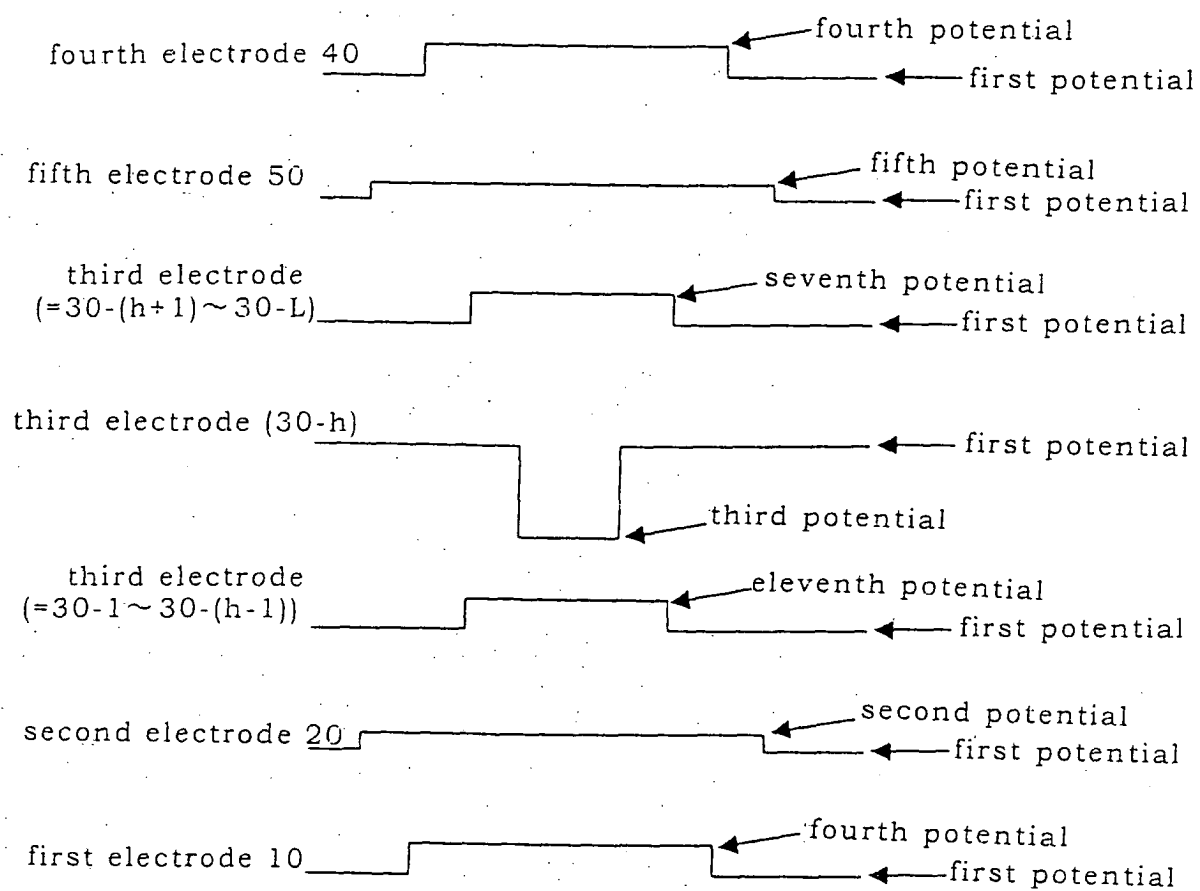 fourth electrode 40
fourth potential
first potential
fifth electrode 50
fifth potential
first potential
third electrode
(=30-(h+1)~30-L)
seventh potential
first potential
third electrode (30-h)
first potential
third potential
third electrode
(=30-1~30-(h-1))
eleventh potential
first potential
second electrode 20
second potential
first potential
first electrode 10
fourth potential
first potential